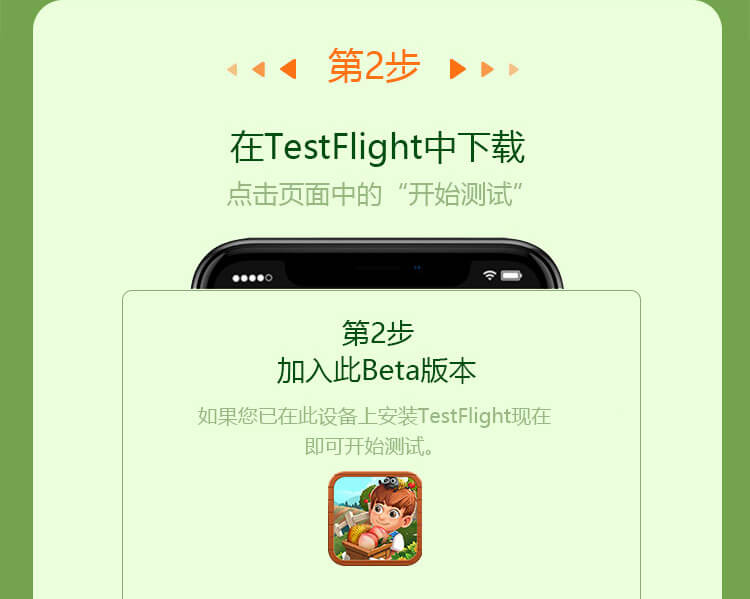 第2步
在TestFlight中下载
点击页面中的“开始测试”
第2步
加入此Beta版本
如果您已在此设备上安装TestFlight现在
即可开始测试。